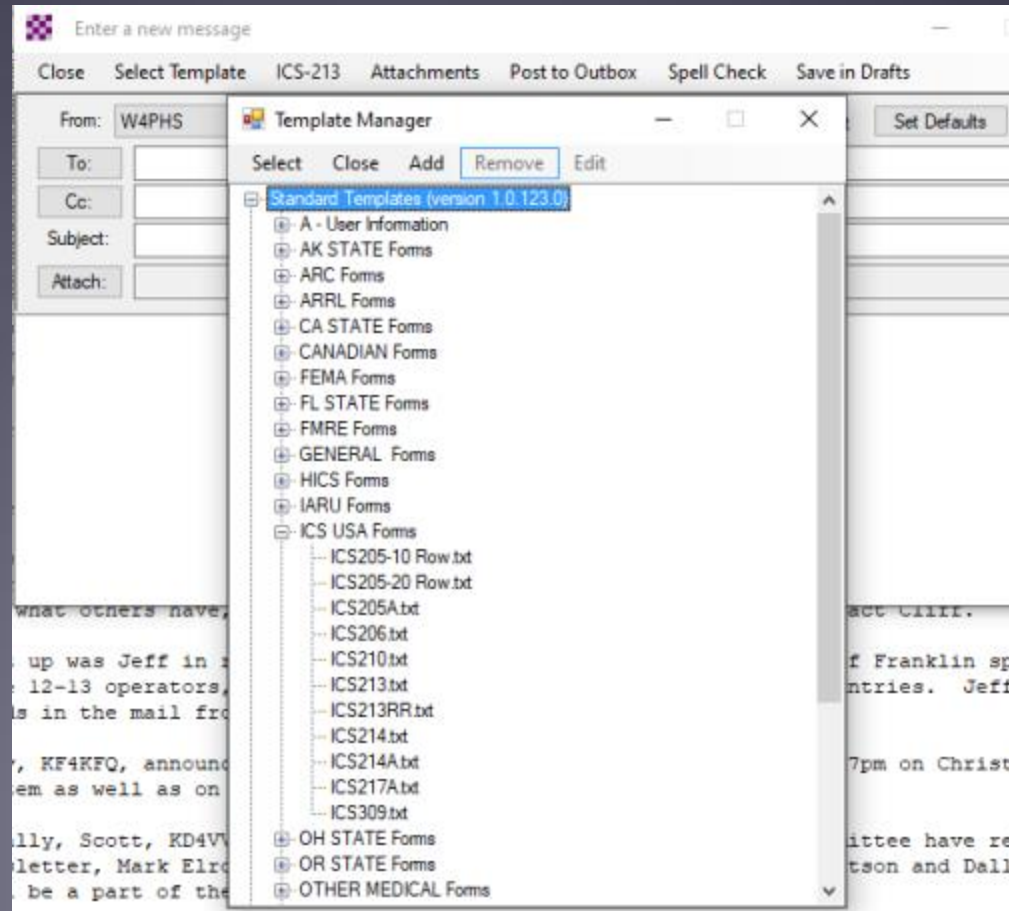 Enter a new message
Close Select Template ICS-213 Attachments Post to Outbox Spell Check Save in Drafts
From: W4PHS
Set Defaults
To:
Cc:
Subject:
Attach:
Template Manager
Select Close Add Remove Edit
Standard Templates (version 1.0.123.0)
A - User Information
AK STATE Forms
ARC Forms
ARRL Forms
CA STATE Forms
CANADIAN Forms
FEMA Forms
FL STATE Forms
FMRE Forms
GENERAL Forms
HICS Forms
IARU Forms
ICS USA Forms
ICS205-10 Row.txt
ICS205-20 Row.txt
ICS205A.txt
ICS206.txt
ICS210.txt
ICS213.txt
ICS213RR.txt
ICS214.txt
ICS214A.txt
ICS217A.txt
ICS309.txt
OH STATE Forms
OR STATE Forms
OTHER MEDICAL Forms
what others have, act Cliff.
up was Jeff in f Franklin sp
12-13 operators, ntries. Jeff
s in the mail fro
, KF4KFQ, announc 7pm on Christ
em as well as on
lly, Scott, KD4V ittee have re
letter, Mark Elro tson and Dall
be a part of the